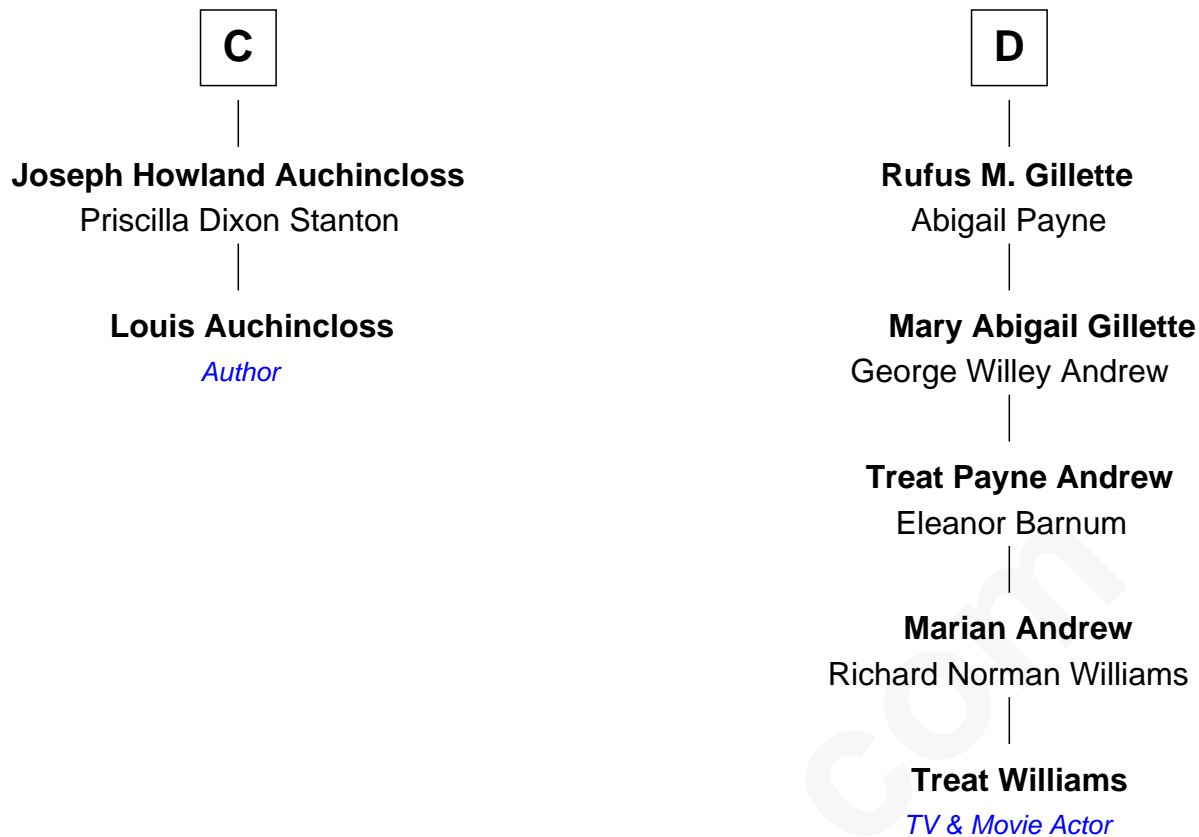 C
Joseph Howland Auchincloss
Priscilla Dixon Stanton
Louis Auchincloss
Author
D
Rufus M. Gillette
Abigail Payne
Mary Abigail Gillette
George Willey Andrew
Treat Payne Andrew
Eleanor Barnum
Marian Andrew
Richard Norman Williams
Treat Williams
TV & Movie Actor
com